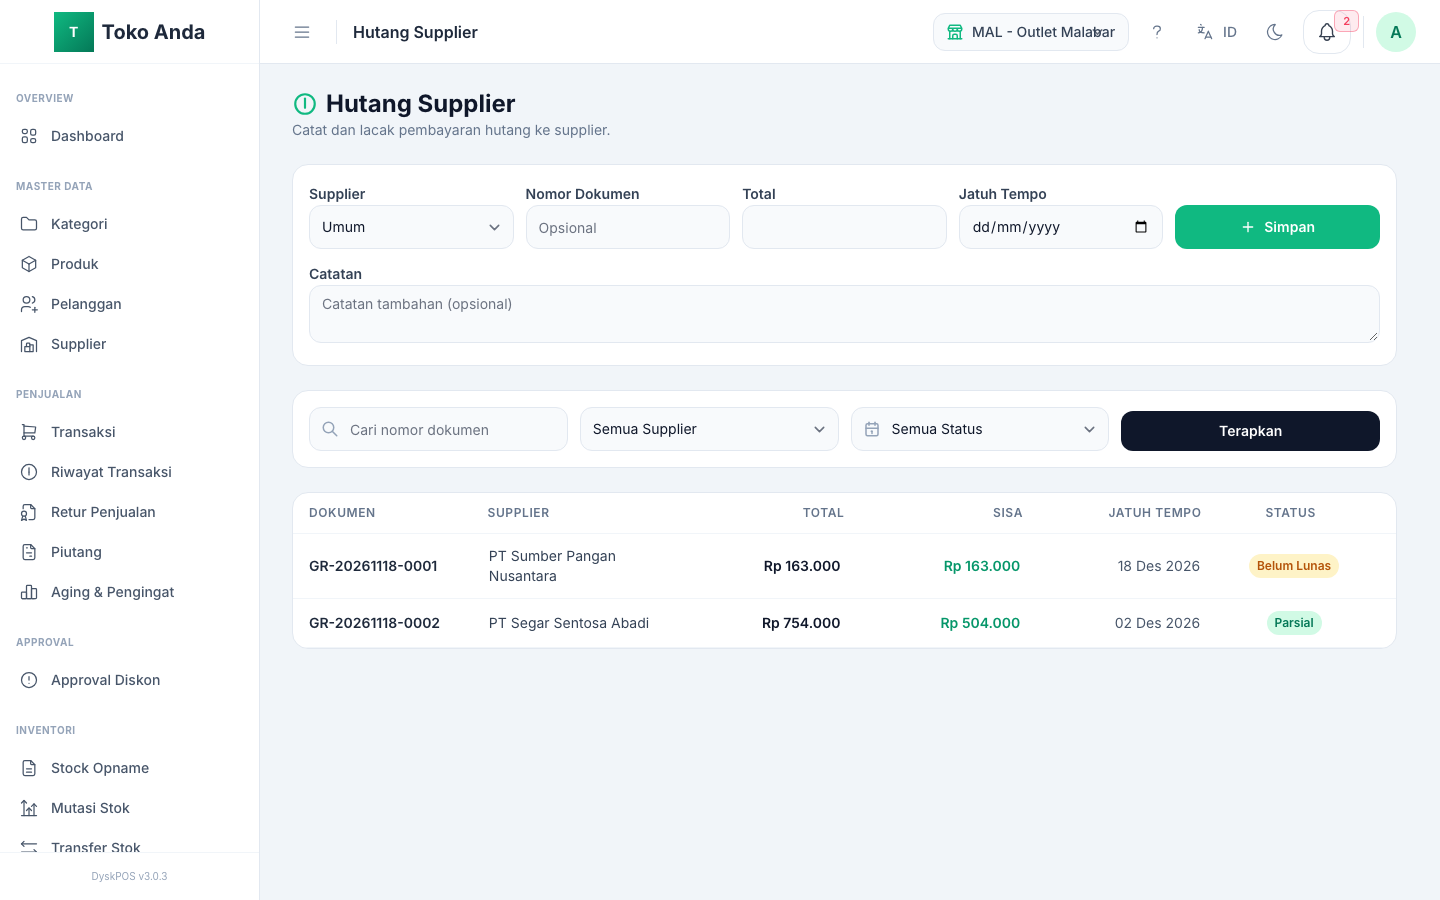 T
Toko Anda
Hutang Supplier
MAL - Outlet Malabar
?
ID
2
A
OVERVIEW
Dashboard
MASTER DATA
Kategori
Produk
Pelanggan
Supplier
PENJUALAN
Transaksi
Riwayat Transaksi
Retur Penjualan
Piutang
Aging & Pengingat
APPROVAL
Approval Diskon
INVENTORI
Stock Opname
Mutasi Stok
Transfer Stok
DyskPOS v3.0.3
Hutang Supplier
Catat dan lacak pembayaran hutang ke supplier.
Supplier
Nomor Dokumen
Total
Jatuh Tempo
Umum
Opsional
dd/mm/yyyy
Simpan
Catatan
Catatan tambahan (opsional)
Cari nomor dokumen
Semua Supplier
Semua Status
Terapkan
DOKUMEN SUPPLIER TOTAL SISA JATUH TEMPO STATUS
GR-20261118-0001 PT Sumber Pangan Nusantara Rp 163.000 Rp 163.000 18 Des 2026 Belum Lunas
GR-20261118-0002 PT Segar Sentosa Abadi Rp 754.000 Rp 504.000 02 Des 2026 Parsial